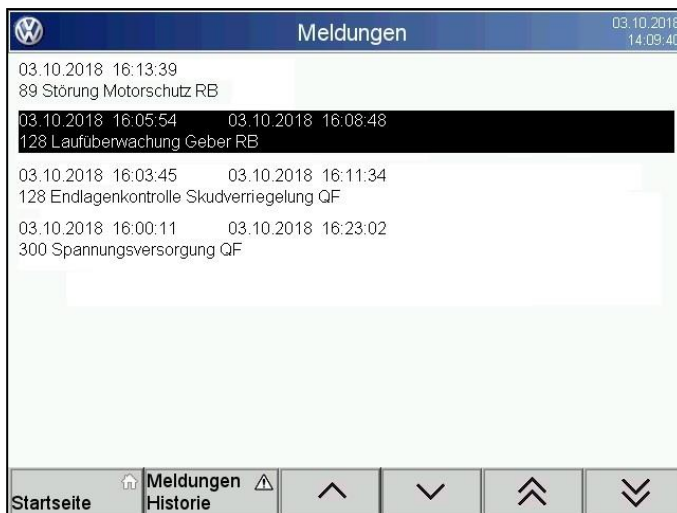 Meldungen
03.10.2018
14:09:40
03.10.2018 16:13:39
89 Störung Motorschutz RB
03.10.2018 16:05:54 03.10.2018 16:08:48
128 Laufüberwachung Geber RB
03.10.2018 16:03:45 03.10.2018 16:11:34
128 Endlagenkontrolle Skudverriegelung QF
03.10.2018 16:00:11 03.10.2018 16:23:02
300 Spannungsversorgung QF
Startseite
Meldungen
Historie